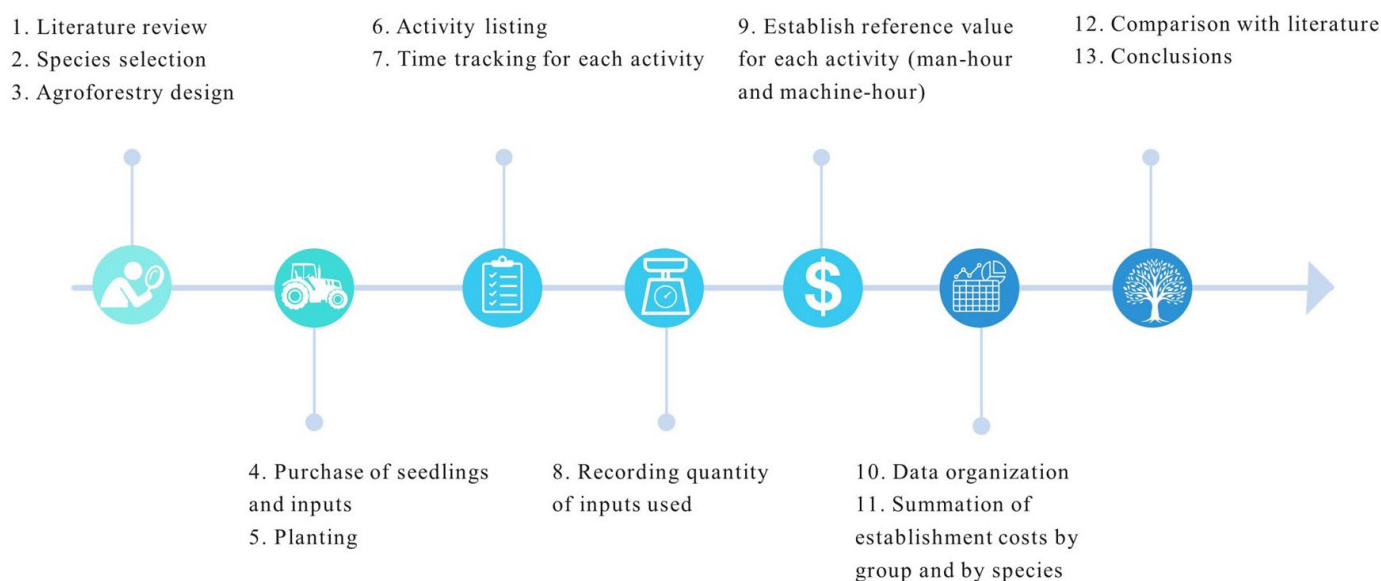 1. Literature review
2. Species selection
3. Agroforestry design
6. Activity listing
7. Time tracking for each activity
9. Establish reference value
for each activity (man-hour
and machine-hour)
12. Comparison with literature
13. Conclusions
$
4. Purchase of seedlings
and inputs
5. Planting
8. Recording quantity
of inputs used
10. Data organization
11. Summation of
establishment costs by
group and by species